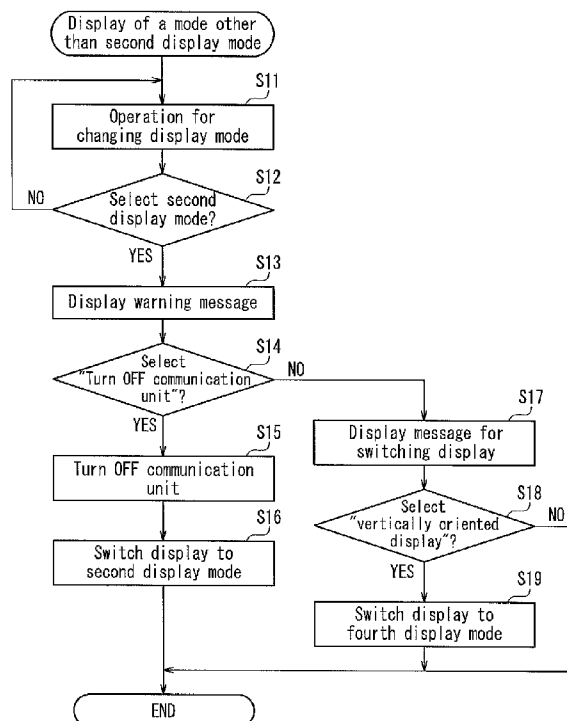 Display of a mode other
than second display mode
S11
Operation for
changing display mode
S12
Select second
display mode?
NO
YES
S13
Display warning message
S14
Select
"Turn OFF communication
unit"?
NO
YES
S15
Turn OFF communication
unit
S16
Switch display to
second display mode
S17
Display message for
switching display
S18
Select
"vertically oriented
display"?
NO
YES
S19
Switch display to
fourth display mode
END